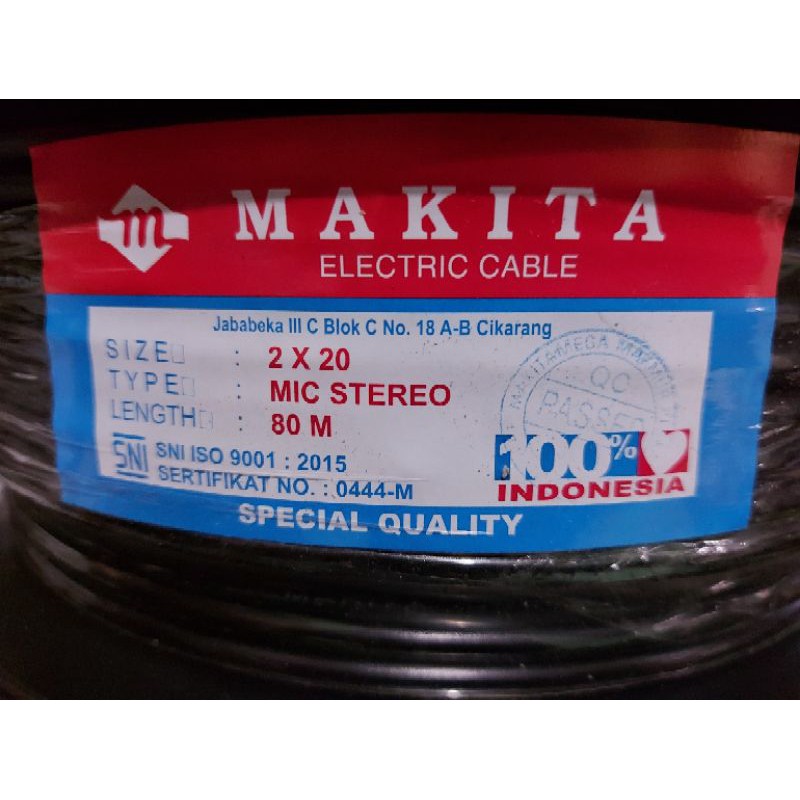 m
MAKITA
ELECTRIC CABLE
Jababeka III C Blok C No. 18 A-B Cikarang
SIZE : 2 X 20
TYPE : MIC STEREO
LENGTH : 80 M
SNI SNI ISO 9001 : 2015
SERTIFIKAT NO. : 0444-M
QC
PASSED
100%
INDONESIA
SPECIAL QUALITY